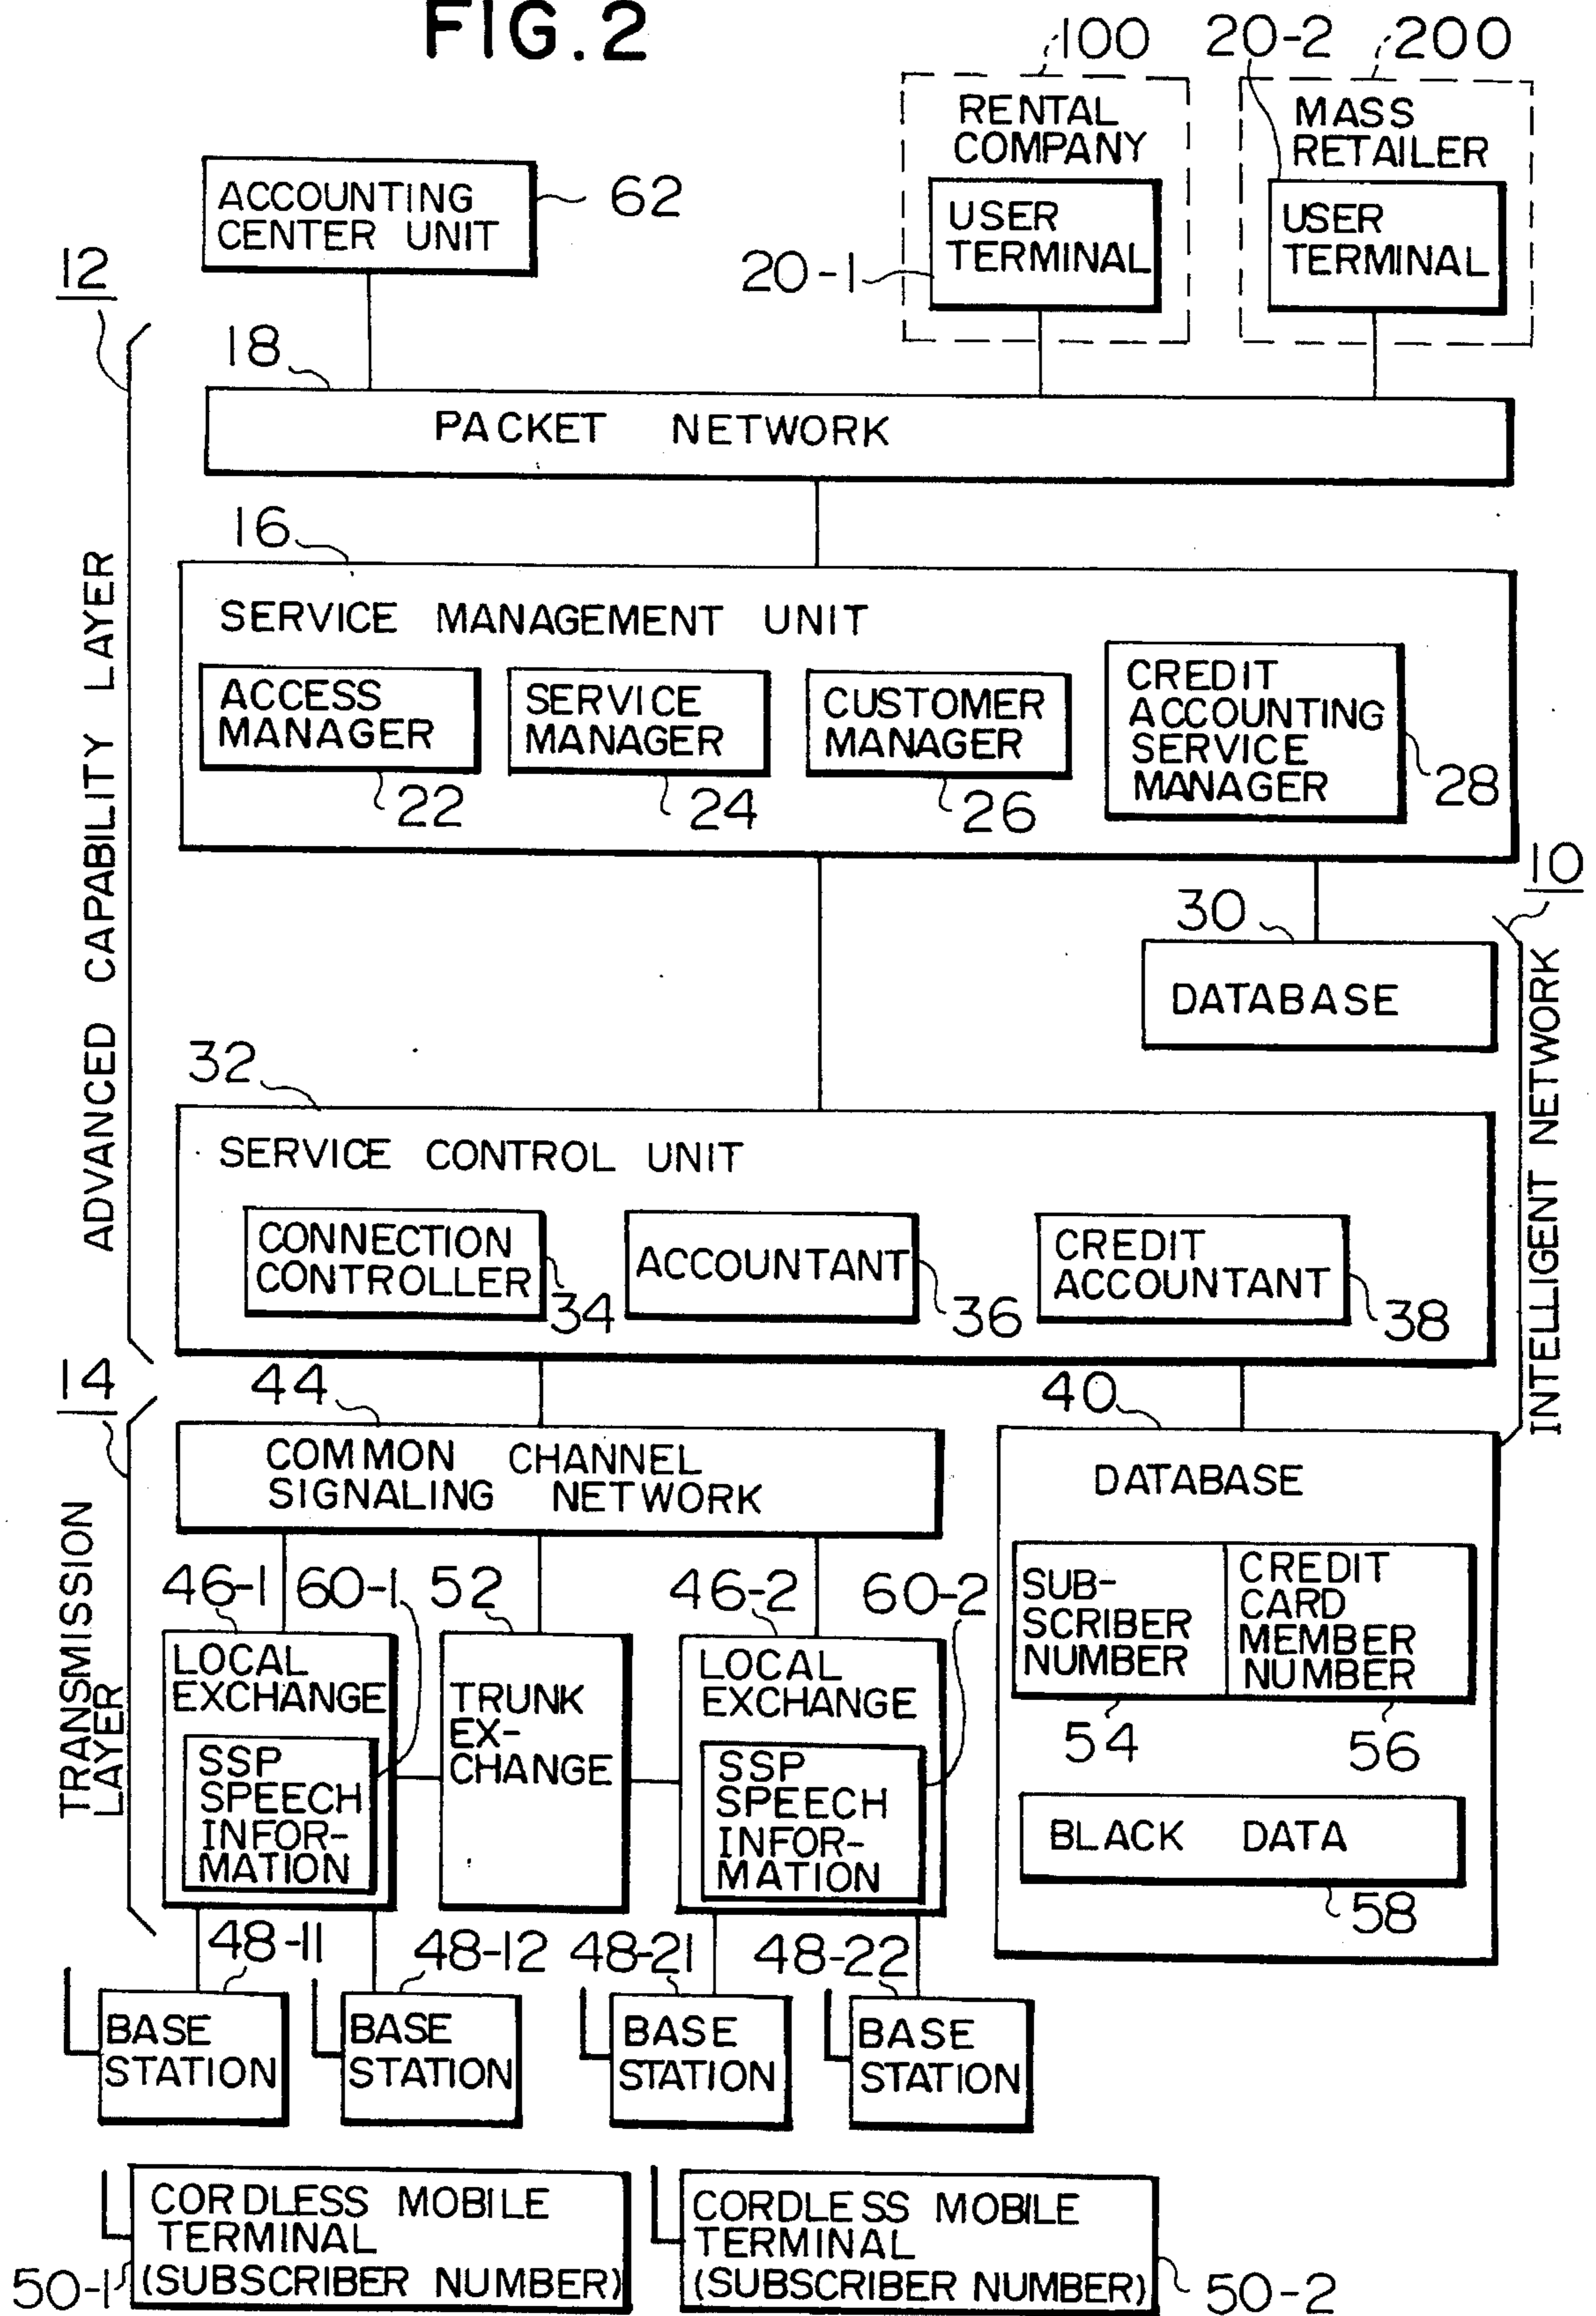 FIG.2
100
20-2
200
RENTAL
COMPANY
USER
TERMINAL
20-1
MASS
RETAILER
USER
TERMINAL
ACCOUNTING
CENTER UNIT
62
12
18
PACKET NETWORK
ADVANCED CAPABILITY LAYER
16
SERVICE MANAGEMENT UNIT
ACCESS
MANAGER
22
SERVICE
MANAGER
24
CUSTOMER
MANAGER
26
CREDIT
ACCOUNTING
SERVICE
MANAGER
28
10
INTELLIGENT NETWORK
30
DATABASE
32
SERVICE CONTROL UNIT
CONNECTION
CONTROLLER
34
ACCOUNTANT
36
CREDIT
ACCOUNTANT
38
14
TRANSMISSION
LAYER
44
COMMON CHANNEL
SIGNALING NETWORK
40
DATABASE
SUB-
SCRIBER
NUMBER
54
CREDIT
CARD
MEMBER
NUMBER
56
BLACK DATA
58
46-1
60-1
52
46-2
60-2
LOCAL
EXCHANGE
SSP
SPEECH
INFOR-
MATION
TRUNK
EX-
CHANGE
LOCAL
EXCHANGE
SSP
SPEECH
INFOR-
MATION
48-11
48-12
48-21
48-22
BASE
STATION
BASE
STATION
BASE
STATION
BASE
STATION
CORDLESS MOBILE
TERMINAL
(SUBSCRIBER NUMBER)
50-1
CORDLESS MOBILE
TERMINAL
(SUBSCRIBER NUMBER)
50-2